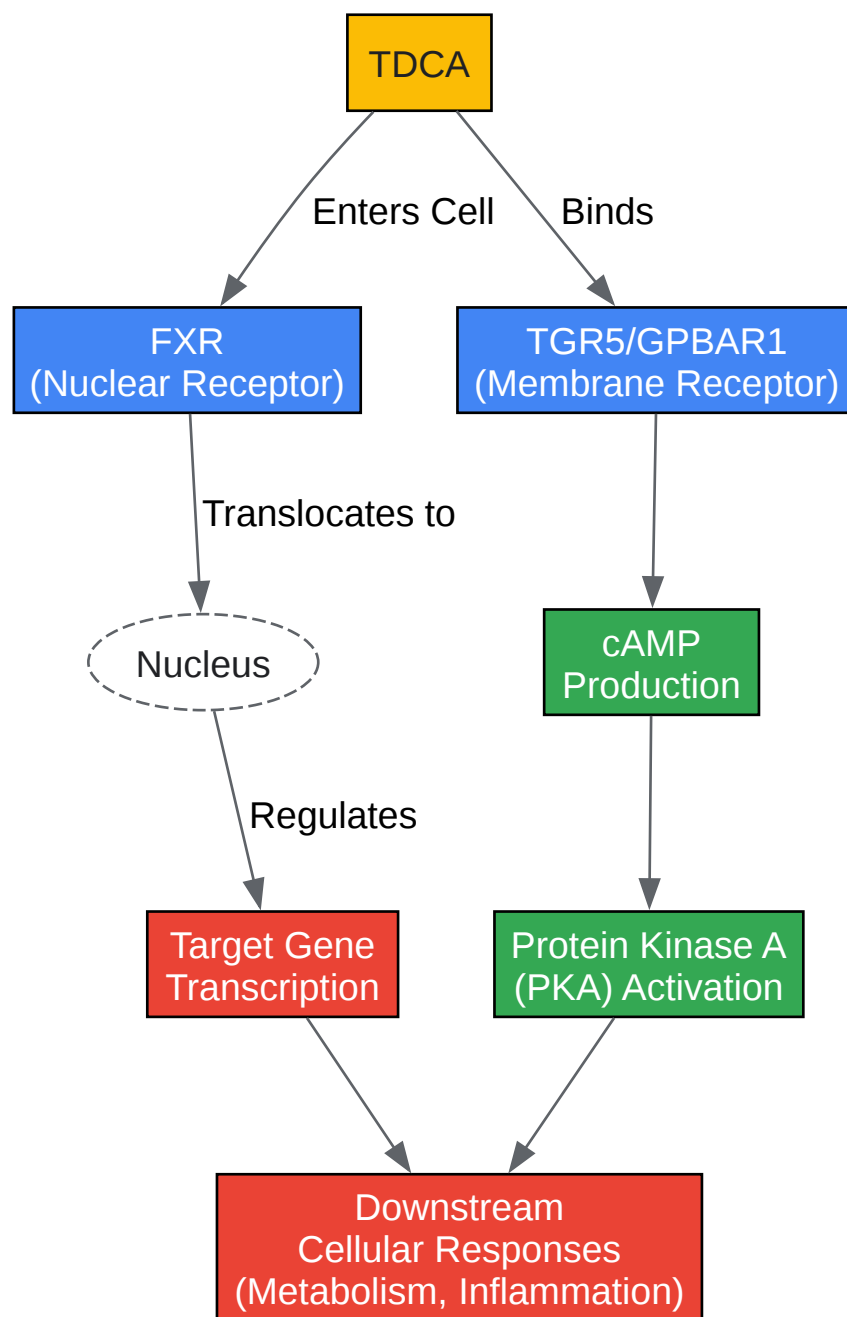 TDCA
Enters Cell
Binds
FXR
(Nuclear Receptor)
TGR5/GPBAR1
(Membrane Receptor)
Translocates to
Nucleus
cAMP
Production
Regulates
Target Gene
Transcription
Protein Kinase A
(PKA) Activation
Downstream
Cellular Responses
(Metabolism, Inflammation)